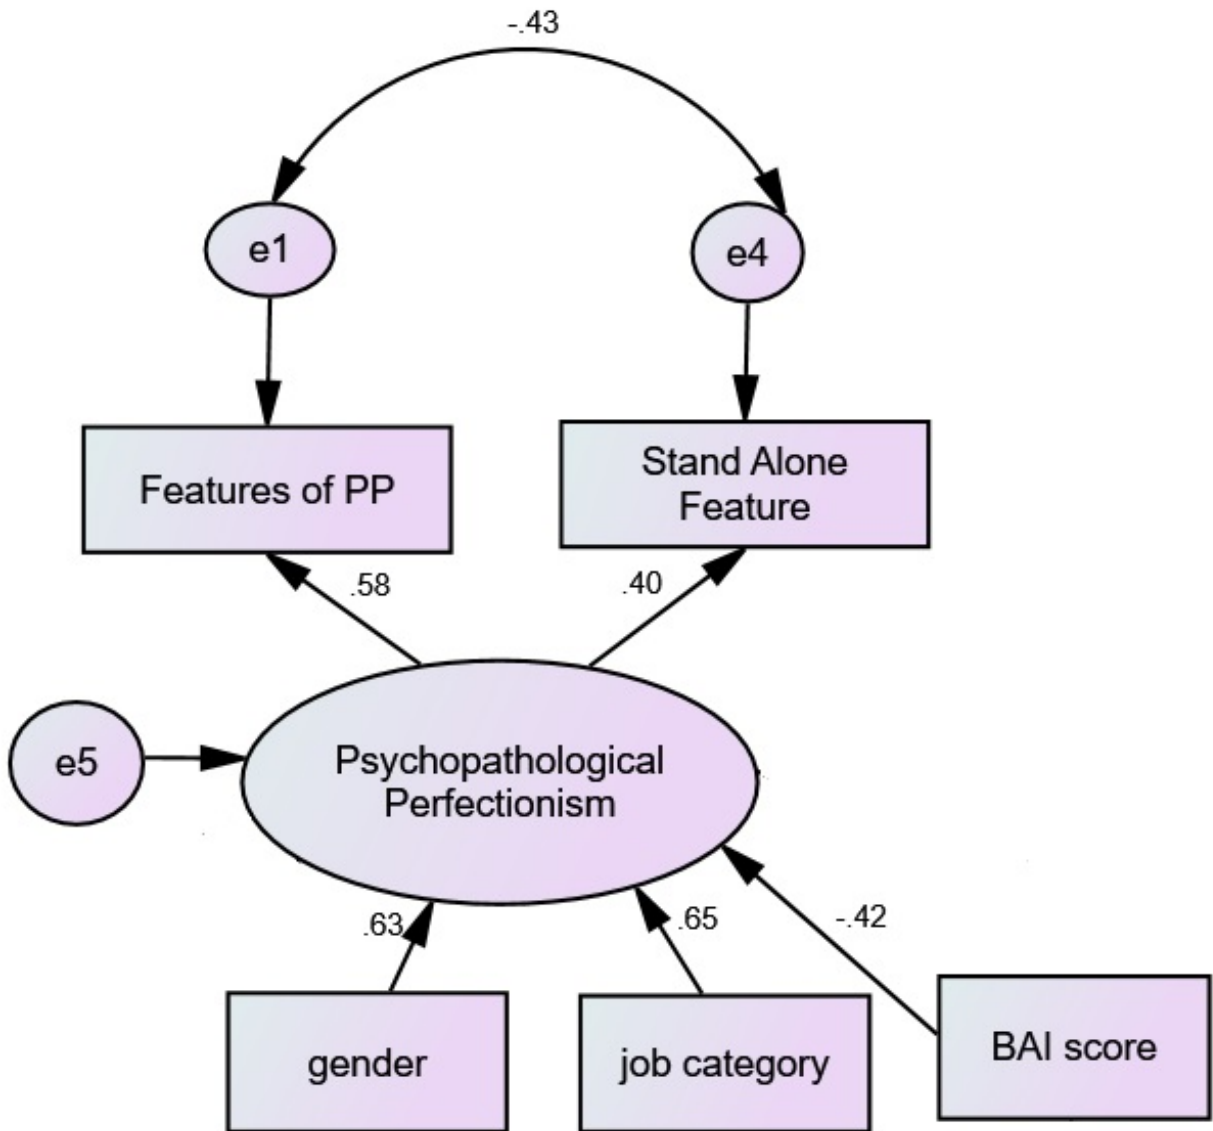 -.43
e1
e4
Features of PP
Stand Alone
Feature
.58
.40
e5
Psychopathological
Perfectionism
.63
.65
-.42
gender
job category
BAI score